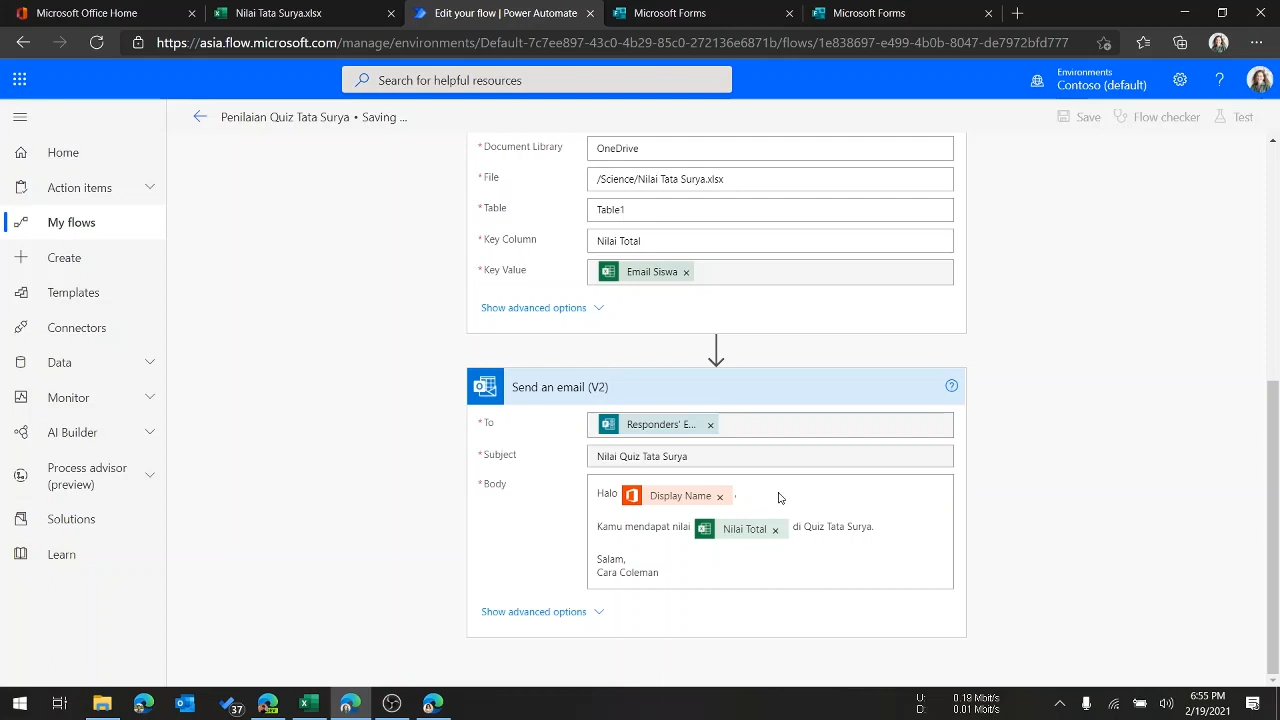 Microsoft Office Home
Nilai Tata Surya.xlsx
Edit your flow | Power Automate
Microsoft Forms
Microsoft Forms
https://asia.flow.microsoft.com/manage/environments/Default-7c7ee897-43c0-4b29-85c0-272136e6871b/flows/1e838697-e499-4b0b-8047-de7972bfd777
Search for helpful resources
Environments
Contoso (default)
Penilaian Quiz Tata Surya • Saving ...
Save
Flow checker
Test
Home
Action items
My flows
Create
Templates
Connectors
Data
Monitor
AI Builder
Process advisor
(preview)
Solutions
Learn
* Document Library
OneDrive
* File
/Science/Nilai Tata Surya.xlsx
* Table
Table1
* Key Column
Nilai Total
* Key Value
Email Siswa
Show advanced options
Send an email (V2)
* To
Responders' E...
* Subject
Nilai Quiz Tata Surya
* Body
Halo Display Name ,
Kamu mendapat nilai Nilai Total di Quiz Tata Surya.
Salam,
Cara Coleman
Show advanced options
37
U: 0.19 Mbit/s
D: 0.01 Mbit/s
6:55 PM
2/19/2021